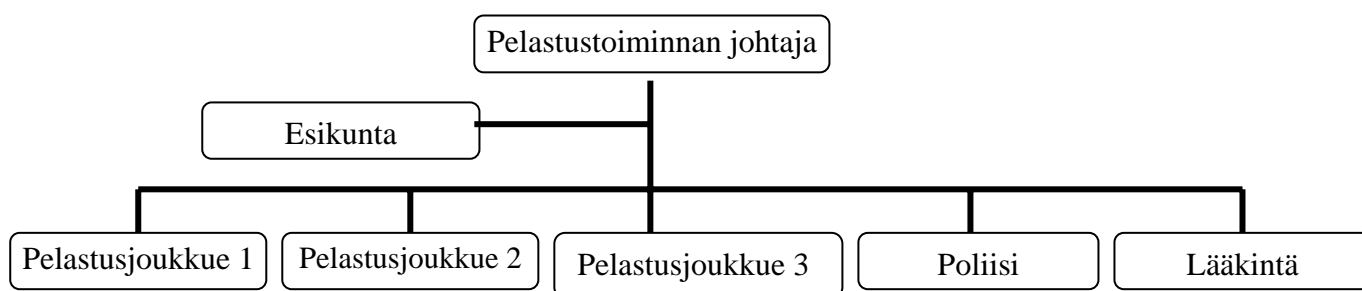 Pelastustoiminnan johtaja
Esikunta
Pelastusjoukkue 1
Pelastusjoukkue 2
Pelastusjoukkue 3
Poliisi
Lääkintä